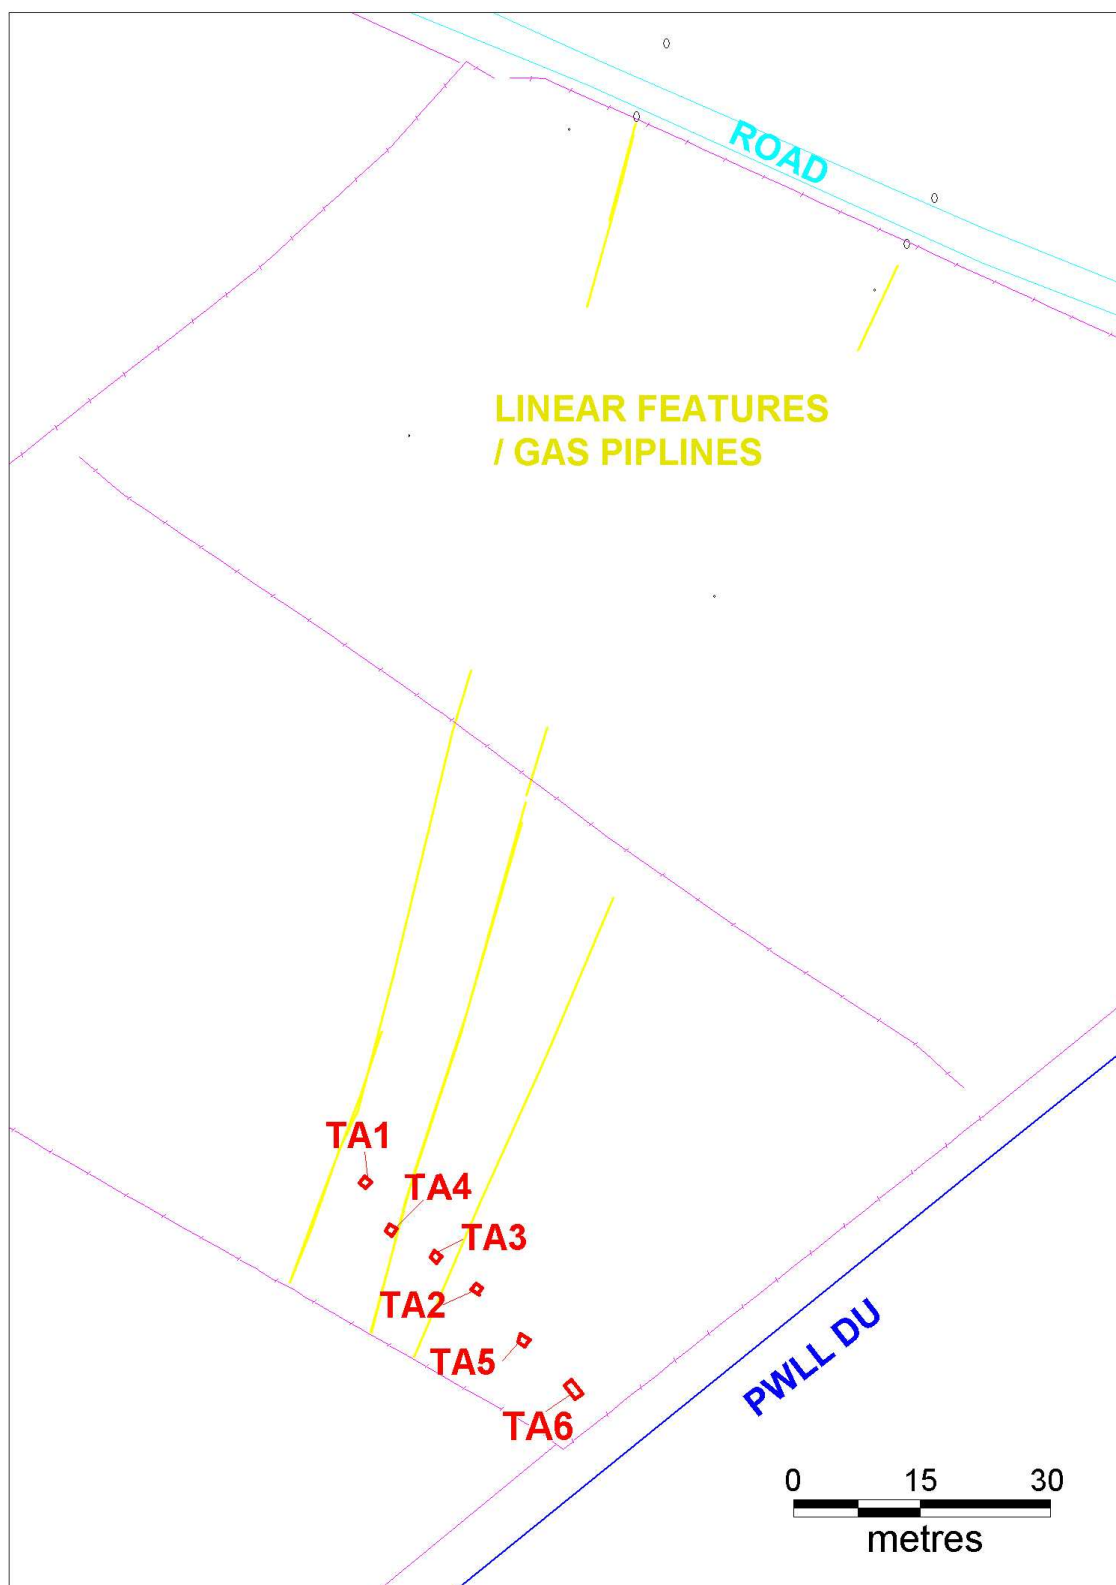 ROAD
LINEAR FEATURES
/ GAS PIPLINES
TA1
TA4
TA3
TA2
TA5
TA6
PWLL DU
0 15 30
metres